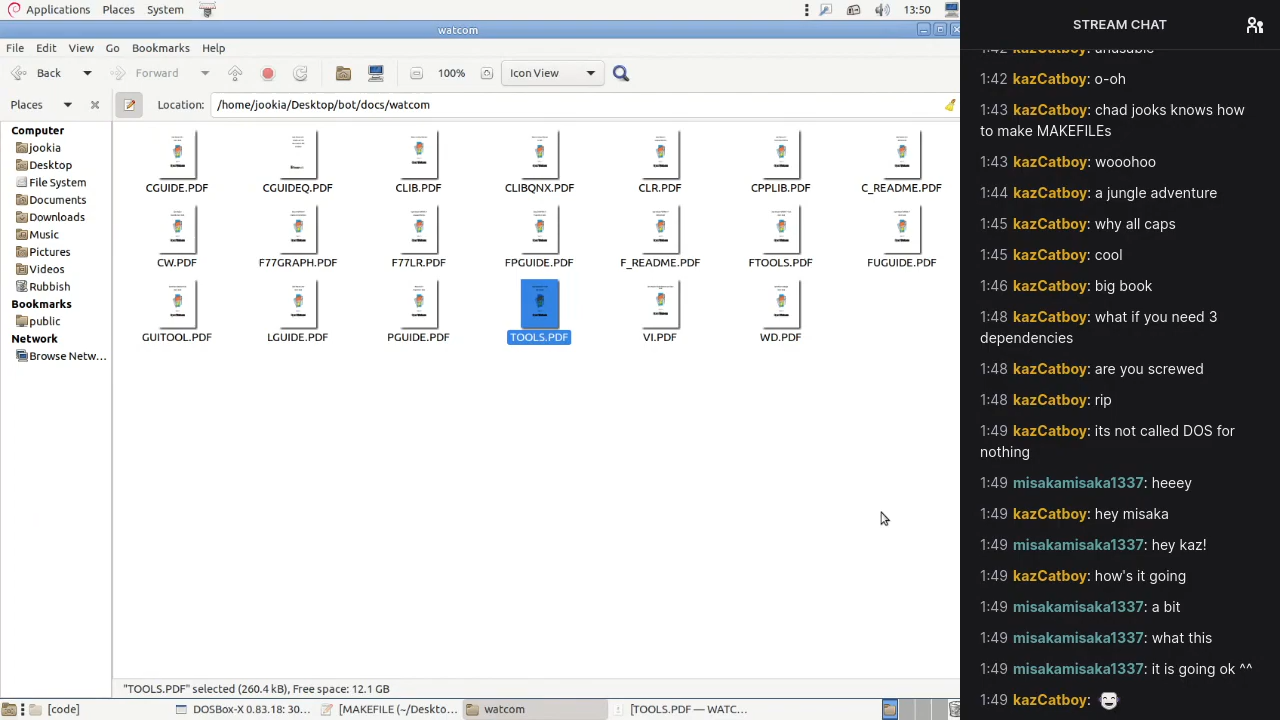 Applications Places System 13:50
watcom
File Edit View Go Bookmarks Help
Back Forward 100% Icon View
Places Location: /home/jookia/Desktop/bot/docs/watcom
Computer
jookia
Desktop
File System
Documents
Downloads
Music
Pictures
Videos
Rubbish
Bookmarks
public
Network
Browse Netw...
CGUIDE.PDF CGUIDEQ.PDF CLIB.PDF CLIBQNX.PDF CLR.PDF CPPLIB.PDF C_README.PDF
CW.PDF F77GRAPH.PDF F77LR.PDF FPGUIDE.PDF F_README.PDF FTOOLS.PDF FUGUIDE.PDF
GUITOOL.PDF LGUIDE.PDF PGUIDE.PDF TOOLS.PDF VI.PDF WD.PDF
"TOOLS.PDF" selected (260.4 kB), Free space: 12.1 GB
[code] DOSBox-X 0.83.18: 30... [MAKEFILE (~/Deskto... watcom [TOOLS.PDF — WATC...
STREAM CHAT
1:42 kazCatboy: unusable
1:42 kazCatboy: o-oh
1:43 kazCatboy: chad jooks knows how
to make MAKEFILEs
1:43 kazCatboy: wooohoo
1:44 kazCatboy: a jungle adventure
1:45 kazCatboy: why all caps
1:45 kazCatboy: cool
1:46 kazCatboy: big book
1:48 kazCatboy: what if you need 3
dependencies
1:48 kazCatboy: are you screwed
1:48 kazCatboy: rip
1:49 kazCatboy: its not called DOS for
nothing
1:49 misakamisaka1337: heeey
1:49 kazCatboy: hey misaka
1:49 misakamisaka1337: hey kaz!
1:49 kazCatboy: how's it going
1:49 misakamisaka1337: a bit
1:49 misakamisaka1337: what this
1:49 misakamisaka1337: it is going ok ^^
1:49 kazCatboy: